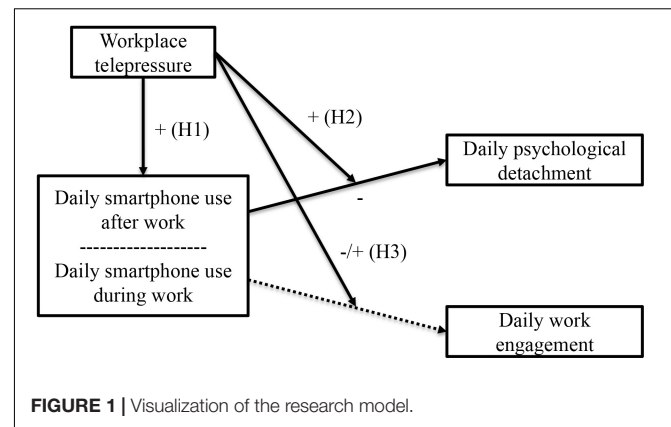 Workplace
telepressure
+ (H1)
+ (H2)
Daily psychological
detachment
Daily smartphone use
after work
-------------------
Daily smartphone use
during work
-
-/+ (H3)
Daily work
engagement
FIGURE 1 | Visualization of the research model.